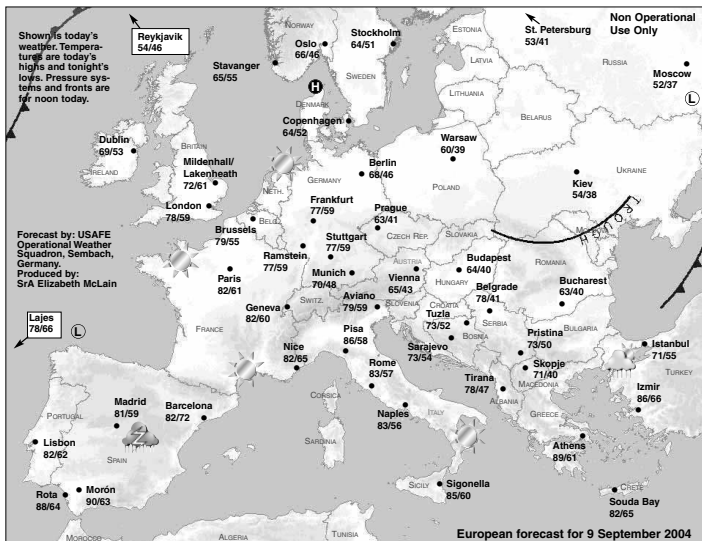 Shown is today's
weather. Tempera-
tures are today's
highs and tonight's
lows. Pressure sys-
tems and fronts are
for noon today.
Reykjavik
54/46
NORWAY
Oslo
66/46
Stockholm
64/51
ESTONIA
St. Petersburg
53/41
Non Operational
Use Only
Stavanger
65/55
SWEDEN
LATVIA
RUSSIA
Moscow
52/37
L
H
DENMARK
LITHUANIA
Copenhagen
64/52
BELARUS
Dublin
69/53
IRELAND
BRITAIN
Mildenhall/
Lakenheath
72/61
London
78/59
NETH.
GERMANY
Berlin
68/46
Warsaw
60/39
POLAND
UKRAINE
Kiev
54/38
Frankfurt
77/59
Prague
63/41
CZECH REP.
SLOVAKIA
TROUGH
Brussels
79/55
BELG.
Stuttgart
77/59
Ramstein
77/59
Forecast by: USAFE
Operational Weather
Squadron, Sembach,
Germany.
Produced by:
SrA Elizabeth McLain
Paris
82/61
Munich
70/48
AUSTRIA
Vienna
65/43
Budapest
64/40
HUNGARY
ROMANIA
Bucharest
63/40
Belgrade
78/41
Geneva
82/60
SWITZ.
Aviano
79/59
SLOVENIA
CROATIA
Tuzla
73/52
SERBIA
BOSNIA
BULGARIA
Lajes
78/66
L
FRANCE
Pisa
86/58
Sarajevo
73/54
Pristina
73/50
Istanbul
71/55
Nice
82/65
Rome
83/57
Skopje
71/40
MACEDONIA
TURKEY
Tirana
78/47
ALBANIA
Izmir
86/66
Madrid
81/59
Barcelona
82/72
CORSICA
Naples
83/56
ITALY
GREECE
PORTUGAL
Lisbon
82/62
SPAIN
SARDINIA
Athens
89/61
Rota
88/64
Morón
90/63
SICILY
Sigonella
85/60
CRETE
Souda Bay
82/65
MOROCCO
ALGERIA
TUNISIA
European forecast for 9 September 2004